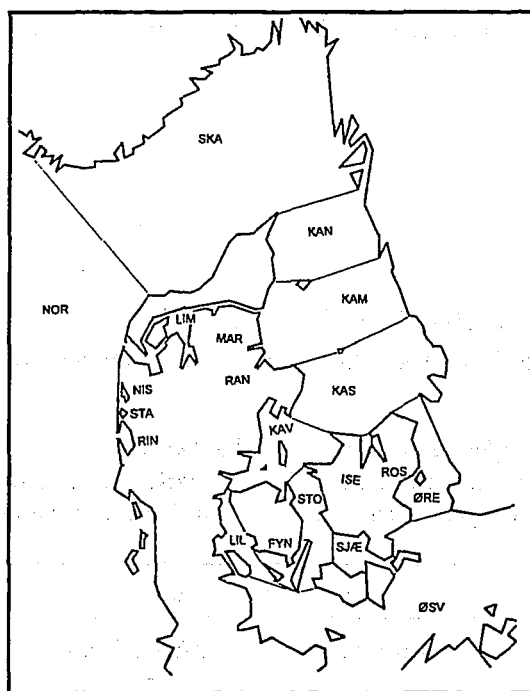 SKA
KAN
NOR
KAM
LIM
MAR
RAN
NIS
KAS
STA
RIN
KAV
ISE
ROS
STO
ØRE
LIL
FYN
SJÆ
ØSV